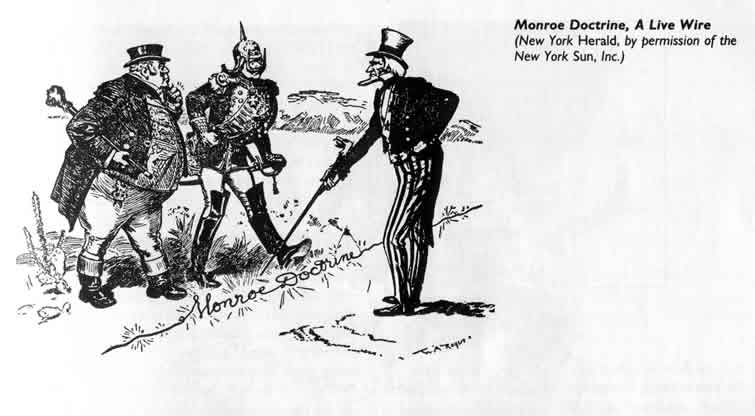 Monroe Doctrine, A Live Wire
(New York Herald, by permission of the
New York Sun, Inc.)
Monroe Doctrine